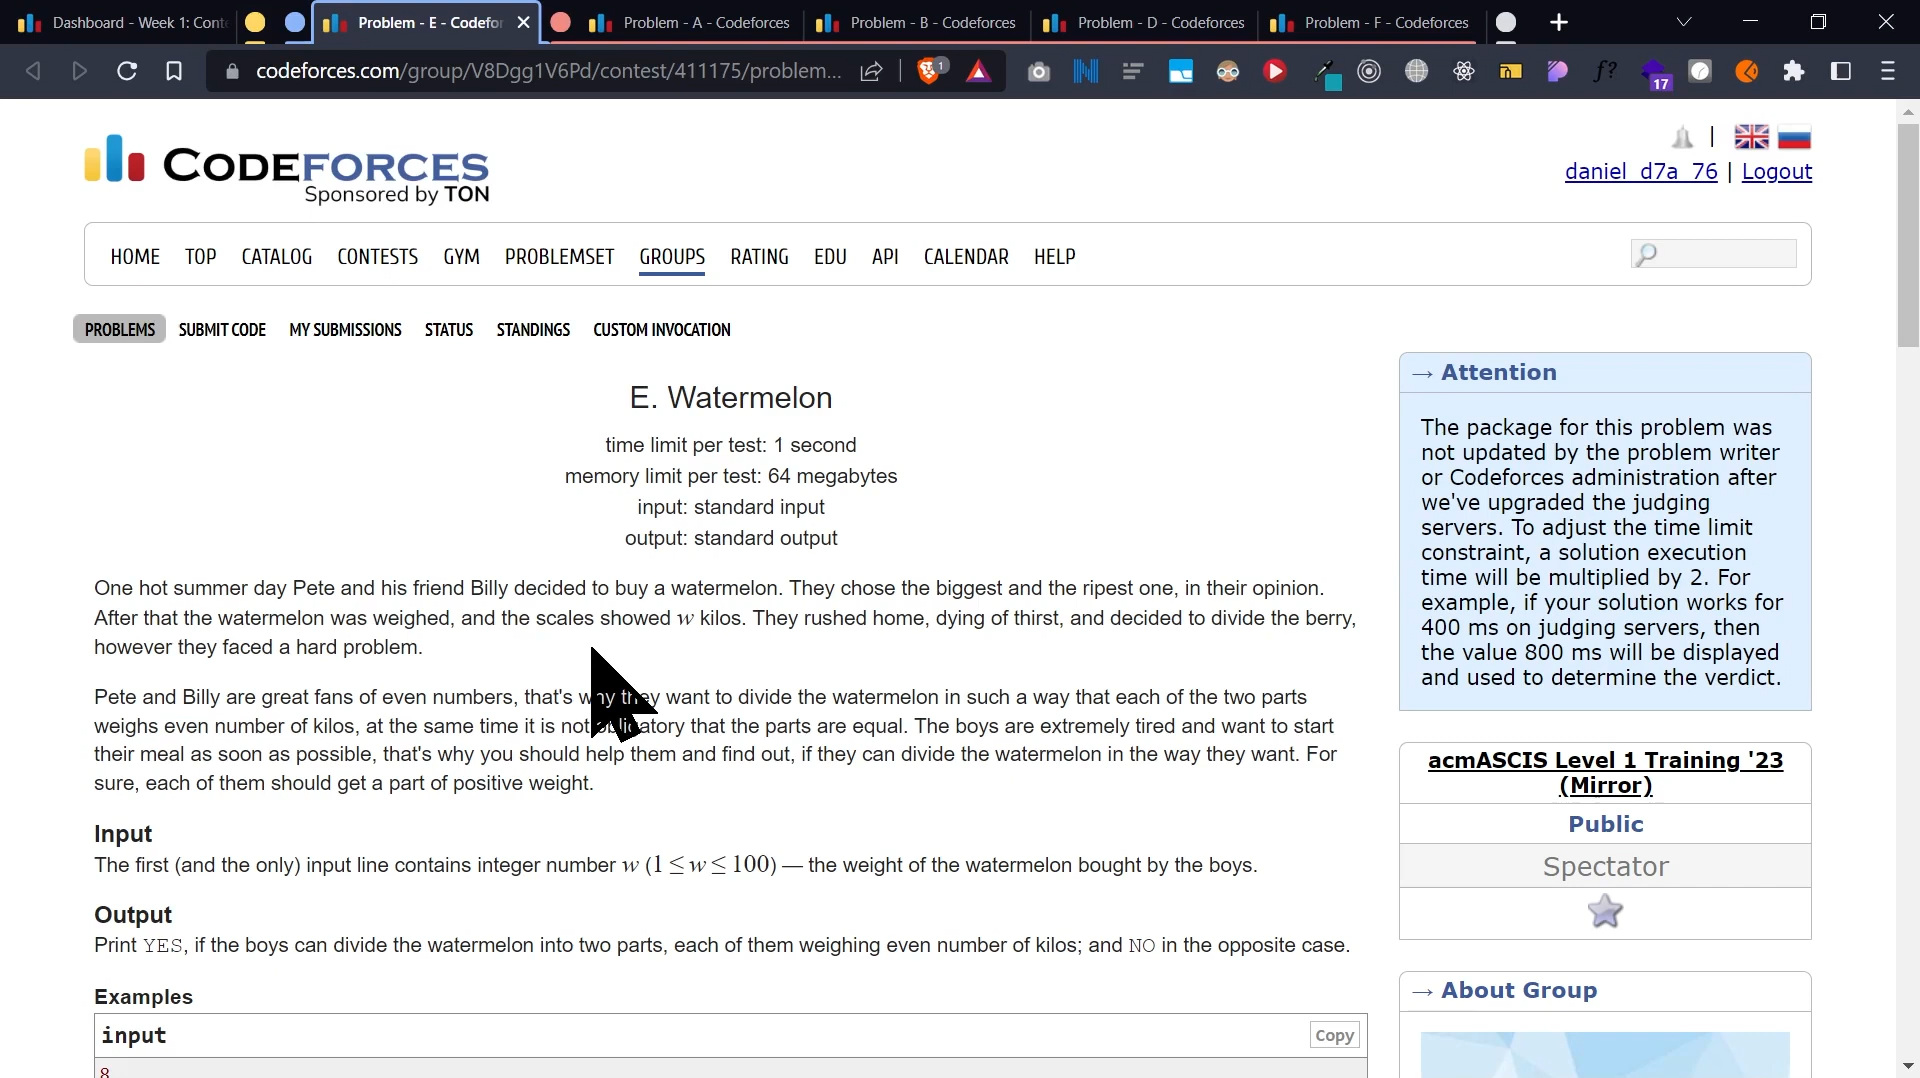 Dashboard - Week 1: Cont
Problem - E - Codefor
Problem - A - Codeforces
Problem - B - Codeforces
Problem - D - Codeforces
Problem - F - Codeforces
codeforces.com/group/V8Dgg1V6Pd/contest/411175/problem...
1
f?
17
CODEFORCES
Sponsored by TON
daniel_d7a_76 | Logout
HOME TOP CATALOG CONTESTS GYM PROBLEMSET GROUPS RATING EDU API CALENDAR HELP
PROBLEMS SUBMIT CODE MY SUBMISSIONS STATUS STANDINGS CUSTOM INVOCATION
E. Watermelon
time limit per test: 1 second
memory limit per test: 64 megabytes
input: standard input
output: standard output
One hot summer day Pete and his friend Billy decided to buy a watermelon. They chose the biggest and the ripest one, in their opinion.
After that the watermelon was weighed, and the scales showed w kilos. They rushed home, dying of thirst, and decided to divide the berry,
however they faced a hard problem.
Pete and Billy are great fans of even numbers, that's why they want to divide the watermelon in such a way that each of the two parts
weighs even number of kilos, at the same time it is not obligatory that the parts are equal. The boys are extremely tired and want to start
their meal as soon as possible, that's why you should help them and find out, if they can divide the watermelon in the way they want. For
sure, each of them should get a part of positive weight.
Input
The first (and the only) input line contains integer number w (1 ≤ w ≤ 100) — the weight of the watermelon bought by the boys.
Output
Print YES, if the boys can divide the watermelon into two parts, each of them weighing even number of kilos; and NO in the opposite case.
Examples
input
Copy
8
→ Attention
The package for this problem was
not updated by the problem writer
or Codeforces administration after
we've upgraded the judging
servers. To adjust the time limit
constraint, a solution execution
time will be multiplied by 2. For
example, if your solution works for
400 ms on judging servers, then
the value 800 ms will be displayed
and used to determine the verdict.
acmASCIS Level 1 Training '23
(Mirror)
Public
Spectator
→ About Group